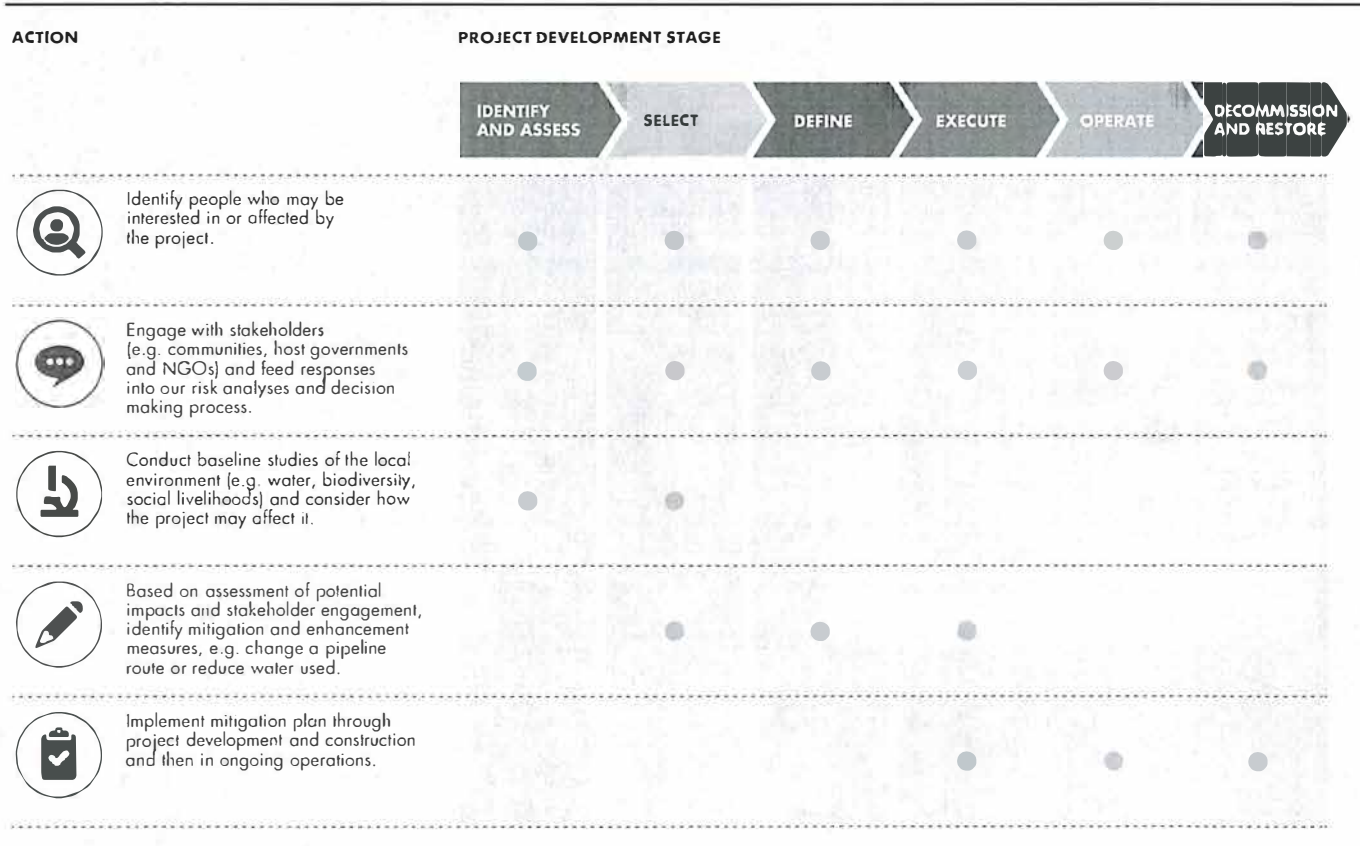 ACTION
PROJECT DEVELOPMENT STAGE
IDENTIFY
AND ASSESS
SELECT
DEFINE
EXECUTE
OPERATE
DECOMMISSION
AND RESTORE
Identify people who may be
interested in or affected by
the project.
Engage with stakeholders
(e.g. communities, host governments
and NGOs) and feed responses
into our risk analyses and decision
making process.
Conduct baseline studies of the local
environment (e.g. water, biodiversity,
social livelihoods) and consider how
the project may affect it.
Based on assessment of potential
impacts and stakeholder engagement,
identify mitigation and enhancement
measures, e.g. change a pipeline
route or reduce water used.
Implement mitigation plan through
project development and construction
and then in ongoing operations.